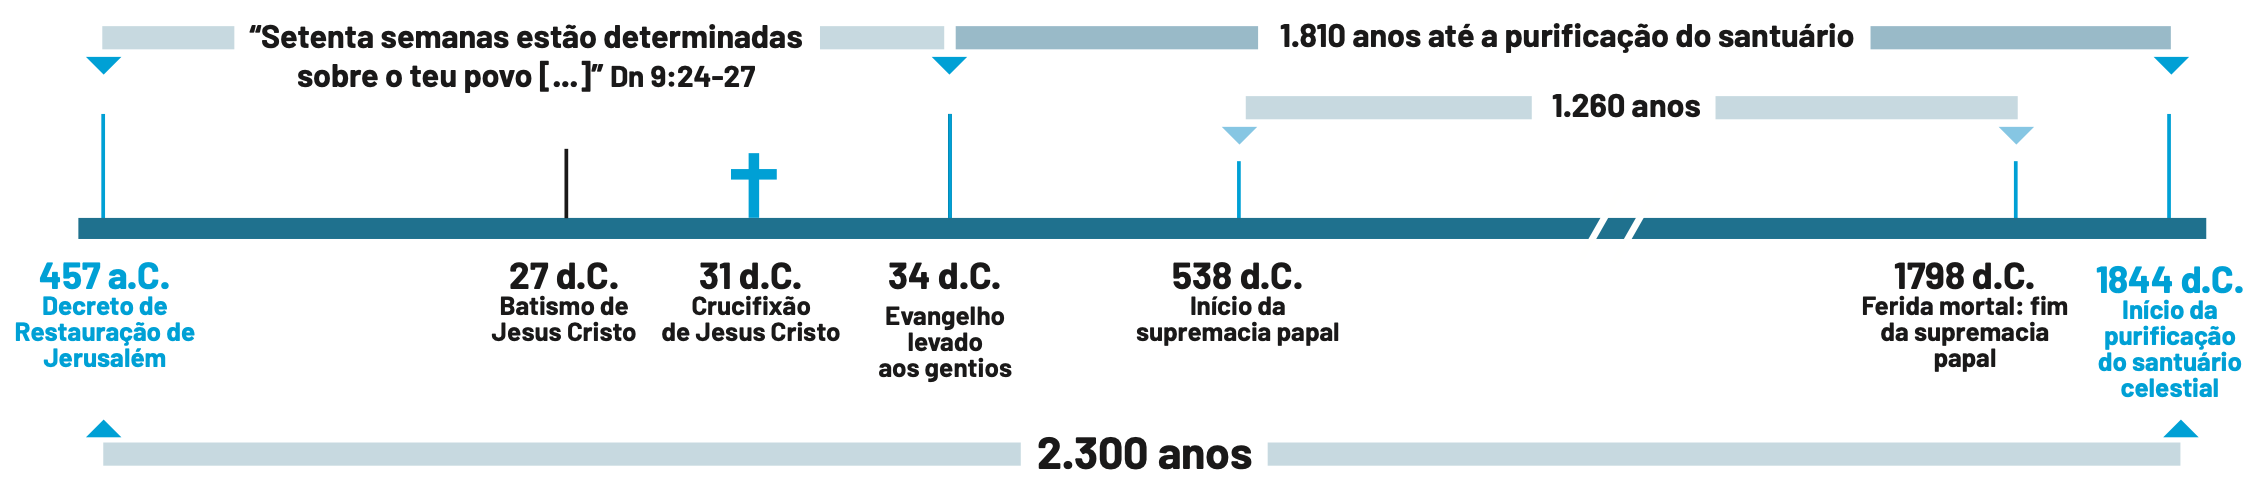 “Setenta semanas estão determinadas
sobre o teu povo [...]” Dn 9:24-27
1.810 anos até a purificação do santuário
1.260 anos
457 a.C.
Decreto de
Restauração de
Jerusalém
27 d.C.
Batismo de
Jesus Cristo
31 d.C.
Crucifixão
de Jesus Cristo
34 d.C.
Evangelho
levado
aos gentios
538 d.C.
Início da
supremacia papal
1798 d.C.
Ferida mortal: fim
da supremacia
papal
1844 d.C.
Início da
purificação
do santuário
celestial
2.300 anos